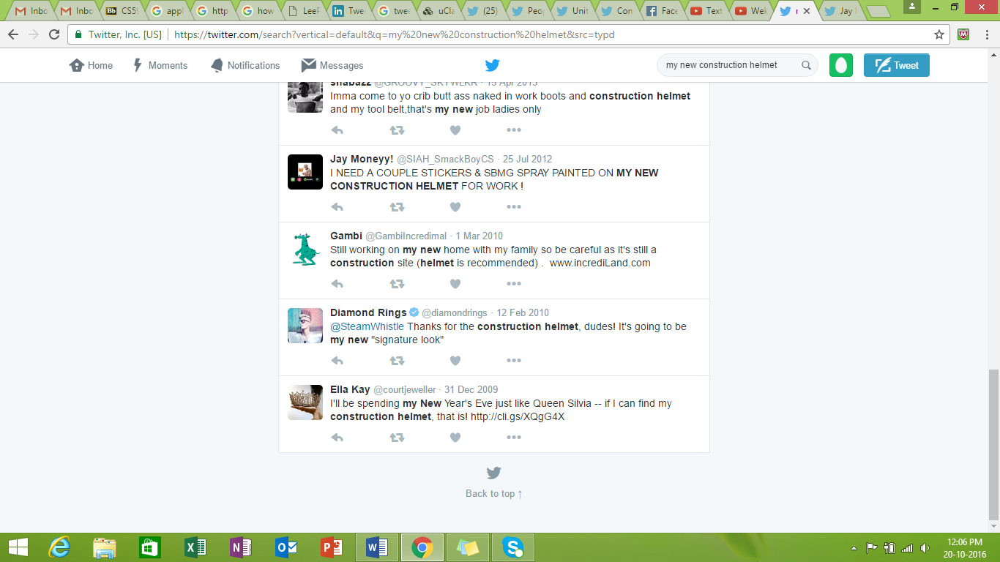 Inbo
Inbo
CS59
appl
http
how
LeeF
Twee
twee
uCla
(25)
Peop
Unit
Con
Face
Text
Wek
Jay
Twitter, Inc. [US]
https://twitter.com/search?vertical=default&q=my%20new%20construction%20helmet&src=typd
Home
Moments
Notifications
Messages
my new construction helmet
Tweet
shabazz @GROOVY_SKYWLKR · 15 Apr 2013
Imma come to yo crib butt ass naked in work boots and construction helmet
and my tool belt,that's my new job ladies only
Jay Moneyy! @SIAH_SmackBoyCS · 25 Jul 2012
I NEED A COUPLE STICKERS & SBMG SPRAY PAINTED ON MY NEW
CONSTRUCTION HELMET FOR WORK !
Gambi @GambiIncredimal · 1 Mar 2010
Still working on my new home with my family so be careful as it's still a
construction site (helmet is recommended) . www.incrediLand.com
Diamond Rings @diamondrings · 12 Feb 2010
@SteamWhistle Thanks for the construction helmet, dudes! It's going to be
my new "signature look"
Ella Kay @courtjeweller · 31 Dec 2009
I'll be spending my New Year's Eve just like Queen Silvia -- if I can find my
construction helmet, that is! http://cli.gs/XQgG4X
Back to top ↑
12:06 PM
20-10-2016